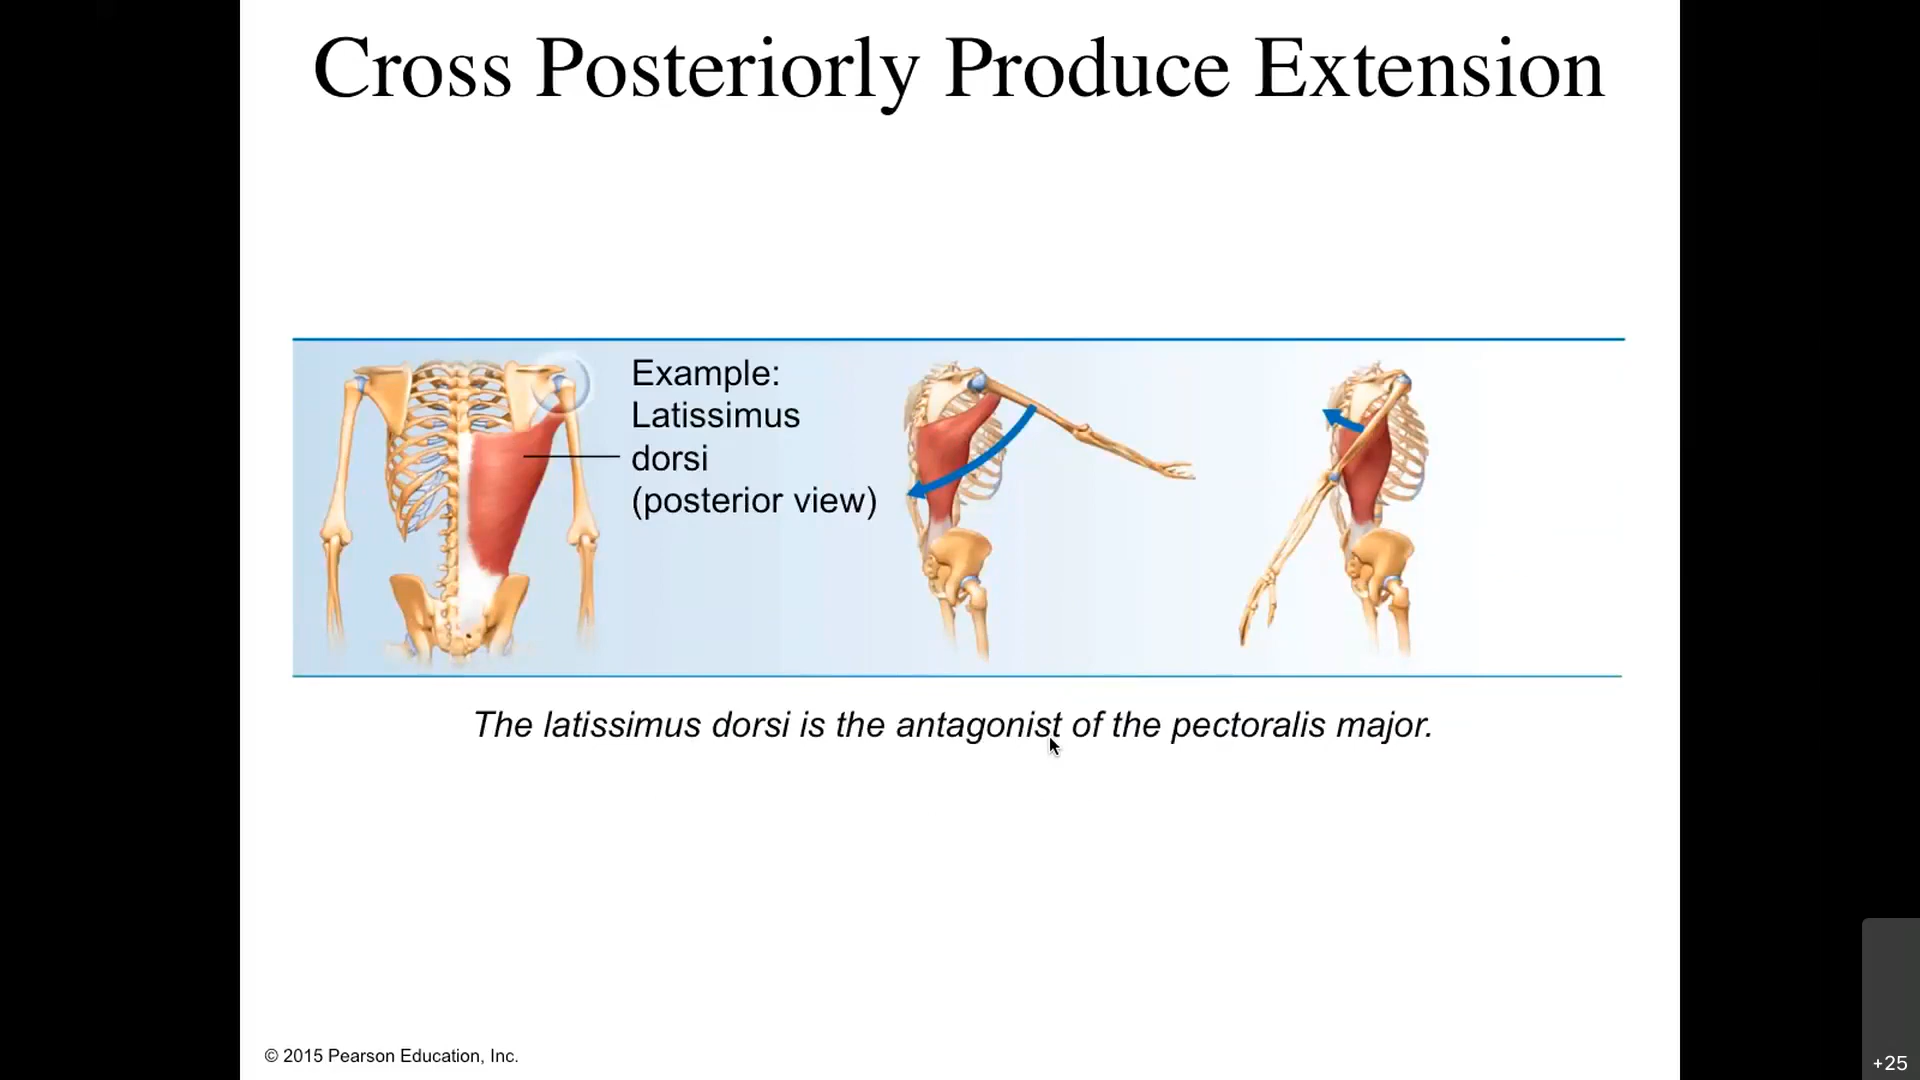 Cross Posteriorly Produce Extension
Example:
Latissimus
dorsi
(posterior view)
The latissimus dorsi is the antagonist of the pectoralis major.
© 2015 Pearson Education, Inc.
+25